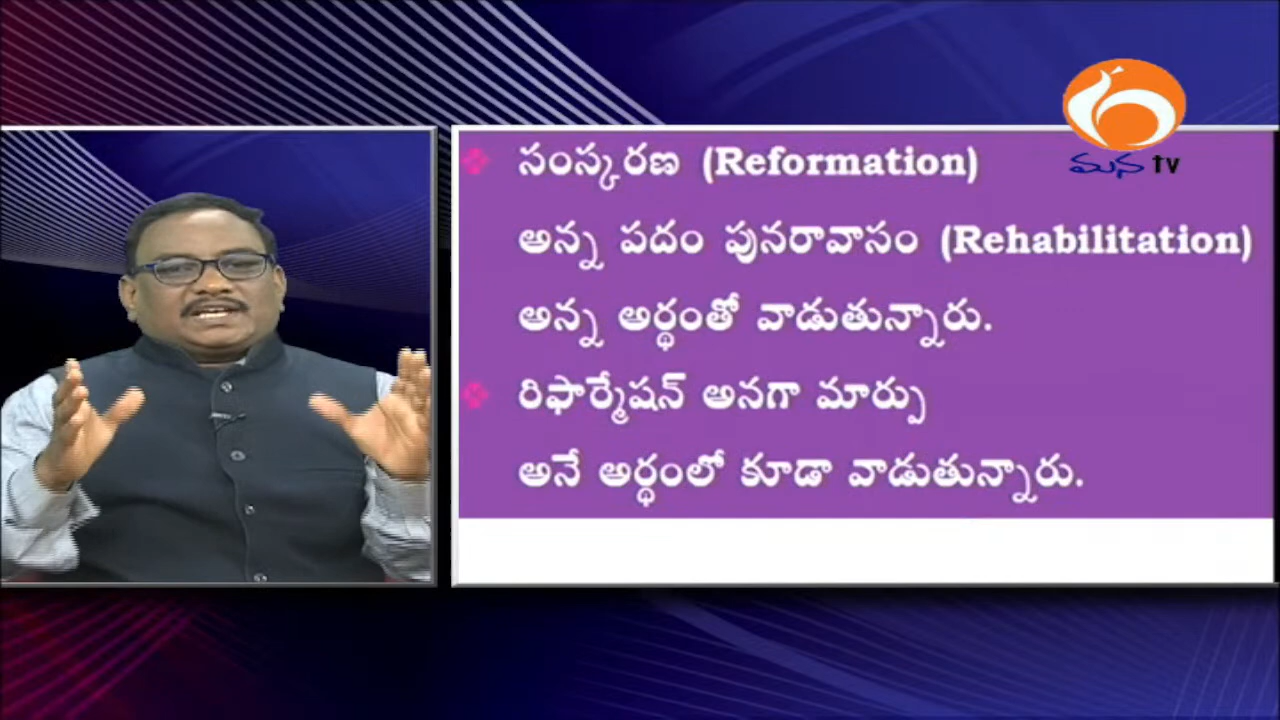 సంస్కరణ (Reformation)
అన్న పదం పునరావాసం (Rehabilitation)
అన్న అర్థంతో వాడుతున్నారు.
రిఫార్మేషన్ అనగా మార్పు
అనే అర్థంలో కూడా వాడుతున్నారు.
మన tv